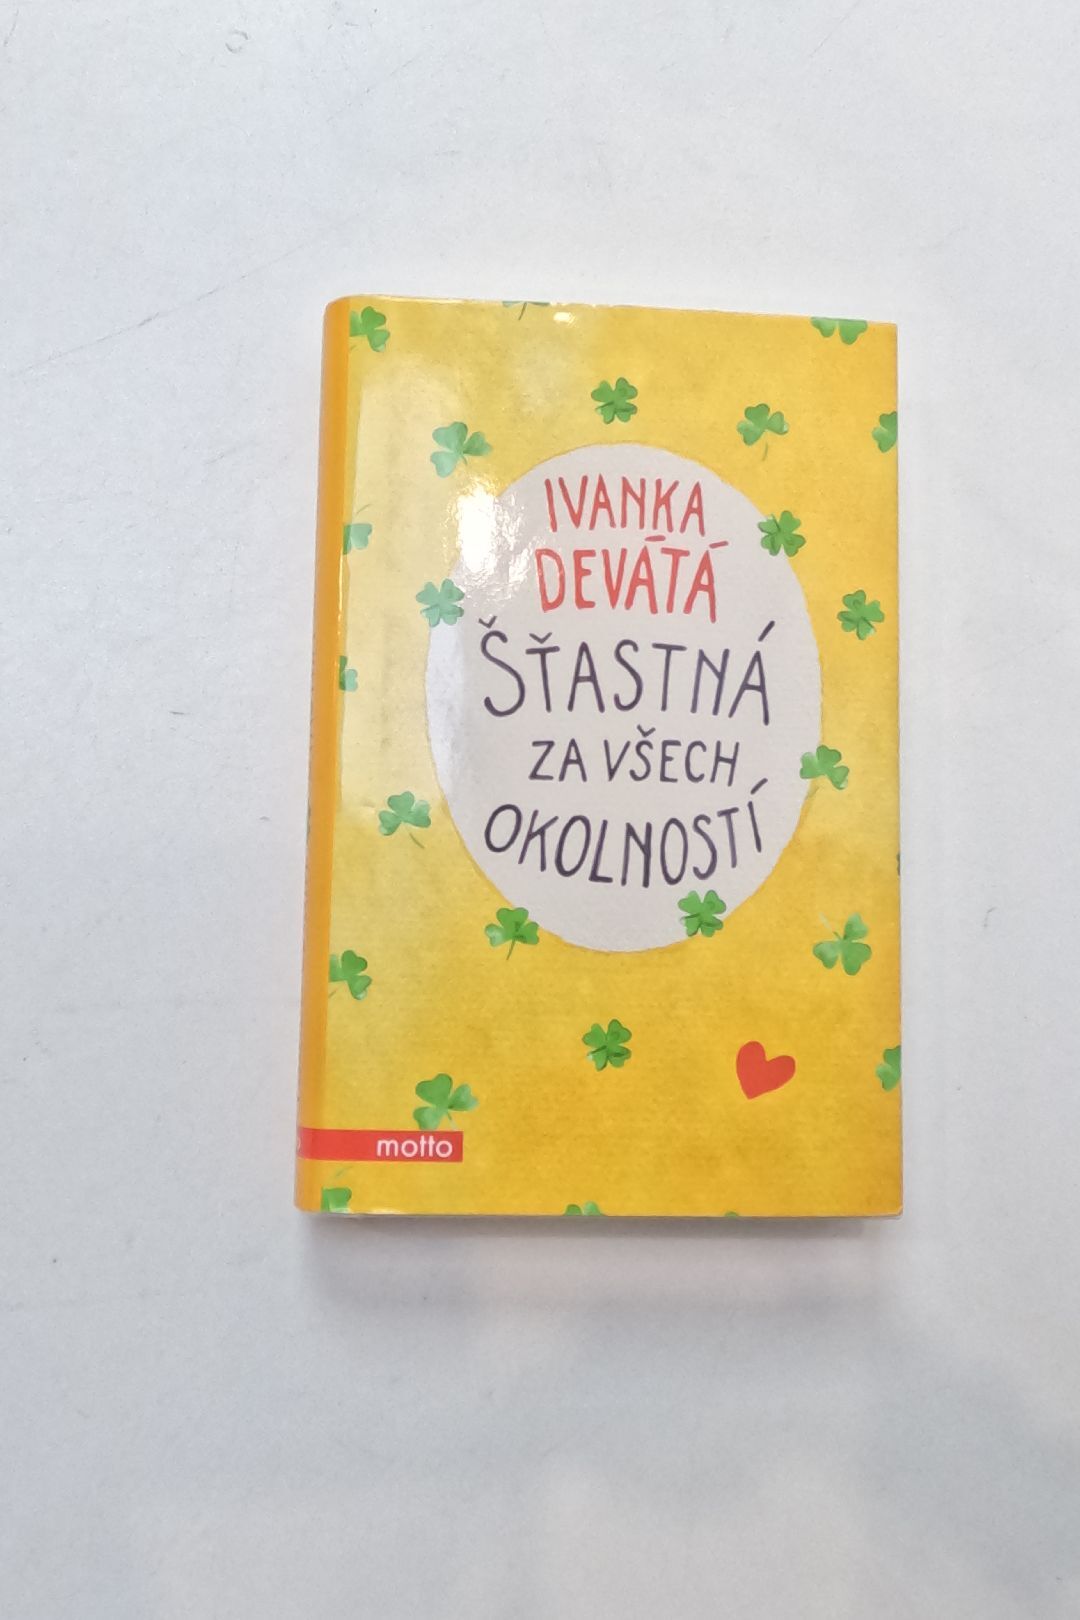 IVANKA
DEVÁTÁ
ŠŤASTNÁ
ZA VŠECH
OKOLNOSTÍ
motto